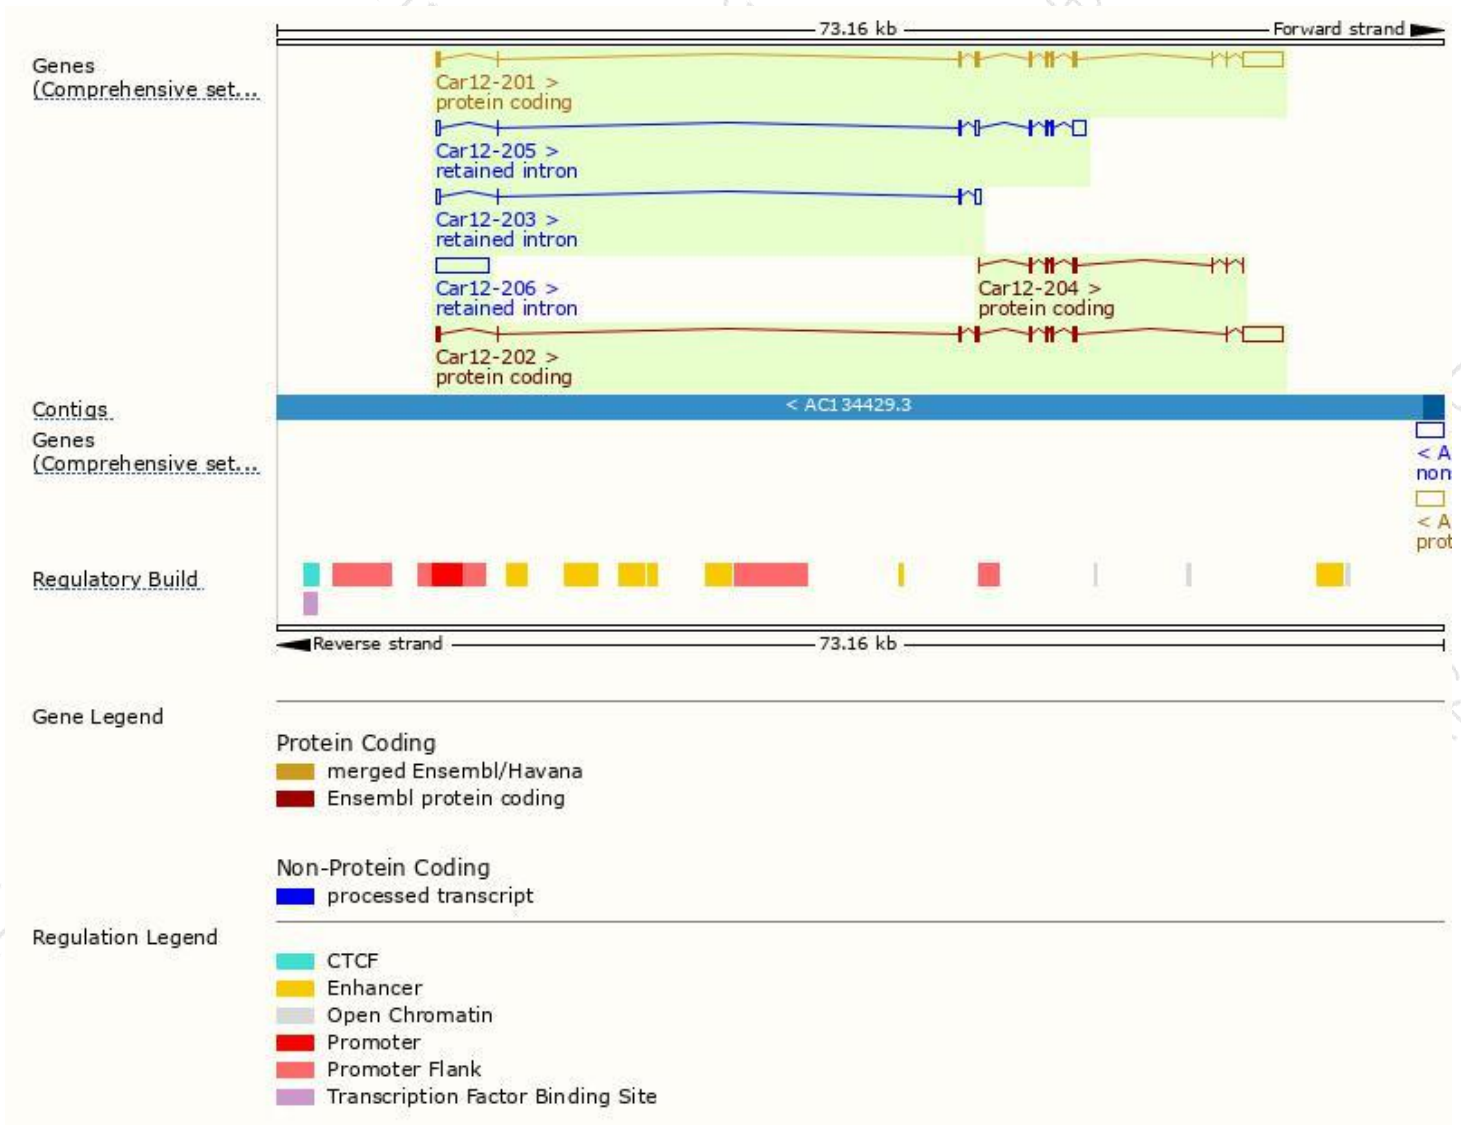 73.16 kb
Forward strand
Genes
(Comprehensive set...
Car12-201 >
protein coding
Car12-205 >
retained intron
Car12-203 >
retained intron
Car12-206 >
retained intron
Car12-204 >
protein coding
Car12-202 >
protein coding
Contigs
< AC134429.3
Genes
(Comprehensive set...
< A
non
< A
prot
Regulatory Build
Reverse strand
73.16 kb
Gene Legend
Protein Coding
merged Ensembl/Havana
Ensembl protein coding
Non-Protein Coding
processed transcript
Regulation Legend
CTCF
Enhancer
Open Chromatin
Promoter
Promoter Flank
Transcription Factor Binding Site